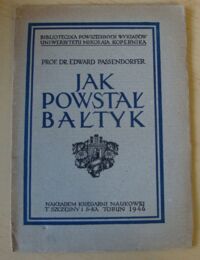 BIBLIOTECZKA POWSZECHNYCH WYKŁADÓW
UNIWERSYTETU MIKOŁAJA KOPERNIKA
PROF. DR. EDWARD PASSENDORFER
JAK
POWSTAŁ
BAŁTYK
NAKŁADEM KSIĘGARNI NAUKOWEJ
T. SZCZĘSNY I S-KA TORUŃ 1946